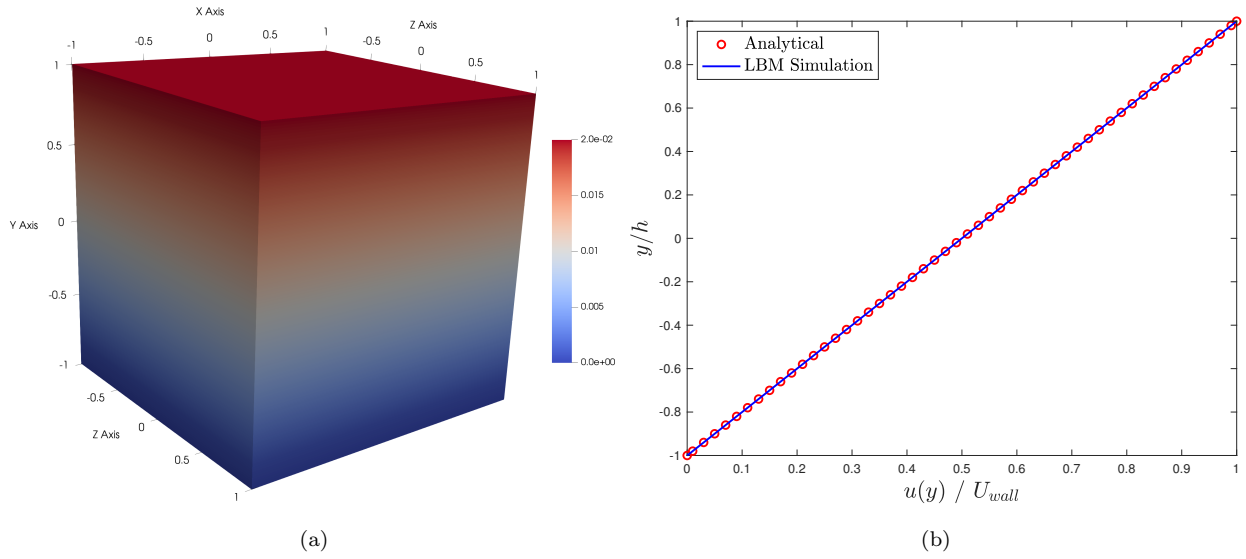 X Axis
-1
-0.5
0
0.5
1
Z Axis
-0.5
0
0.5
1
1
0.5
Y Axis
0
-0.5
-1
-0.5
Z Axis
0
0.5
1
2.0e-02
0.015
0.01
0.005
0.0e+00
(a)
Analytical
LBM Simulation
1
0.8
0.6
0.4
0.2
0
-0.2
-0.4
-0.6
-0.8
-1
y/h
0 0.1 0.2 0.3 0.4 0.5 0.6 0.7 0.8 0.9 1
u(y) / U_wall
(b)